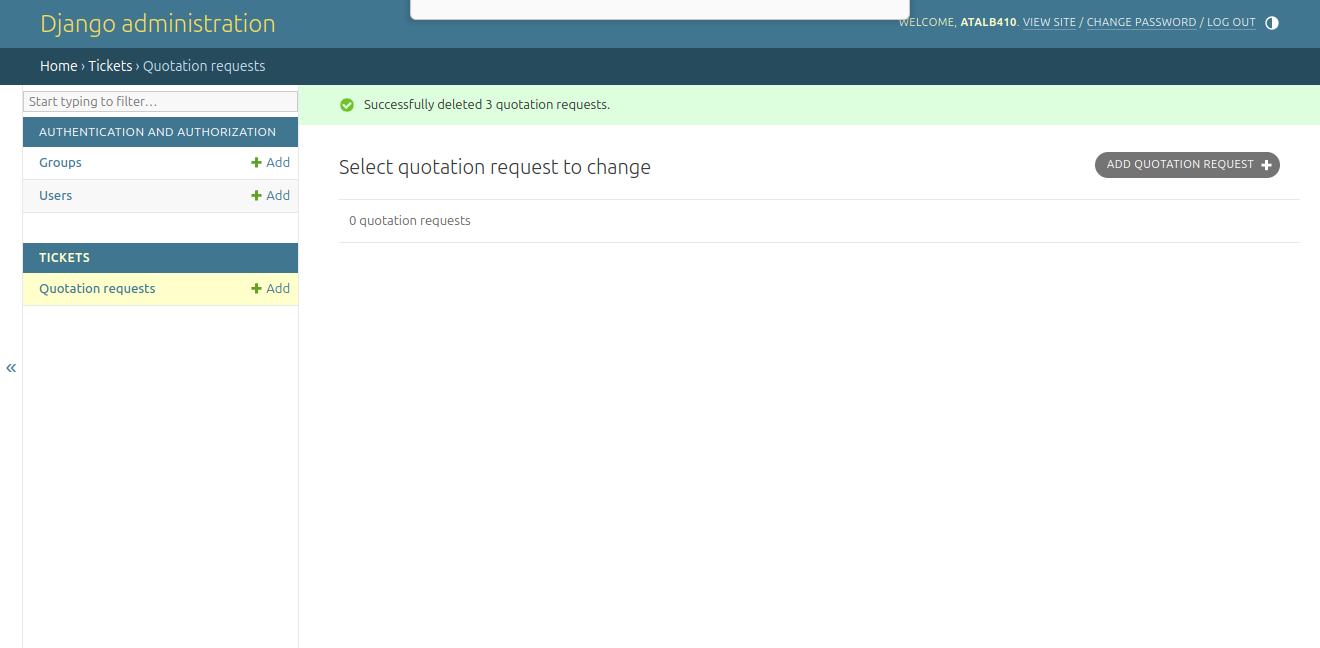 Django administration
WELCOME, ATALB410. VIEW SITE / CHANGE PASSWORD / LOG OUT
Home › Tickets › Quotation requests
Start typing to filter…
AUTHENTICATION AND AUTHORIZATION
Groups + Add
Users + Add
TICKETS
Quotation requests + Add
«
Successfully deleted 3 quotation requests.
Select quotation request to change
ADD QUOTATION REQUEST +
0 quotation requests